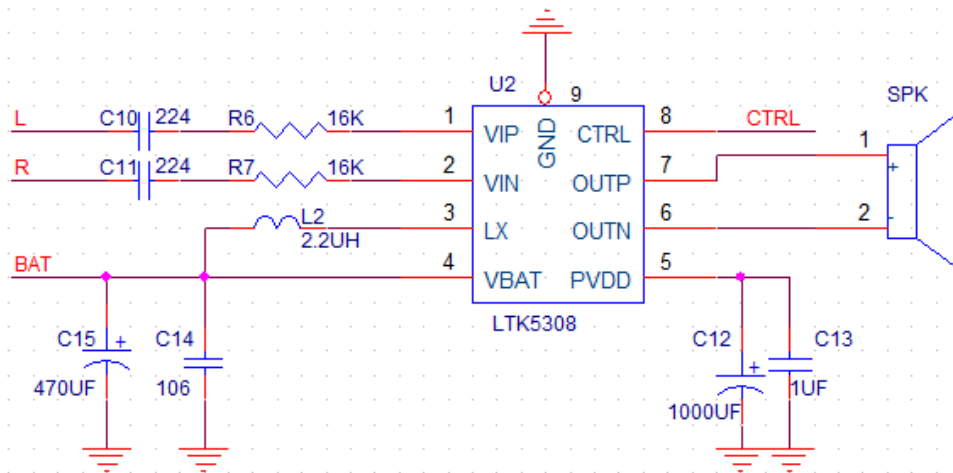 U2
9
SPK
L
C10
224
R6
16K
1
VIP
GND
CTRL
8
CTRL
1
+
R
C11
224
R7
16K
2
VIN
OUTP
7
L2
2.2UH
3
LX
OUTN
6
2
-
BAT
4
VBAT
PVDD
5
LTK5308
C15
+
470UF
C14
106
C12
+
1000UF
C13
1UF